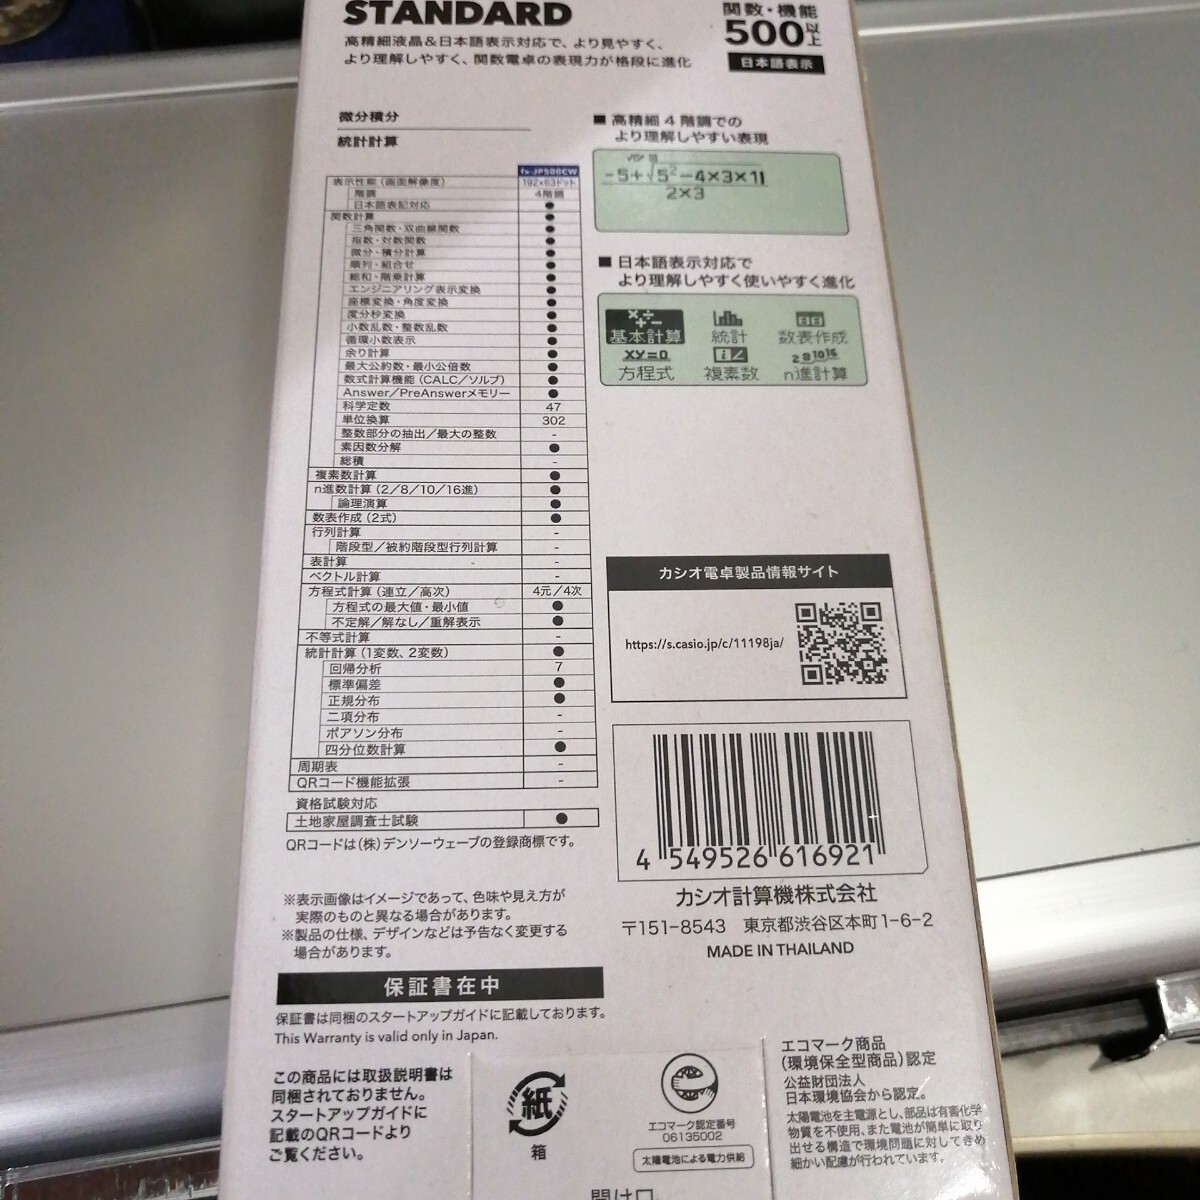 STANDARD
高精細液晶&日本語表示対応で、より見やすく、
より理解しやすく、関数電卓の表現力が格段に進化
関数・機能
500以上
日本語表示
微分積分
統計計算
fx-JP500CW
表示性能(画面解像度) 192×63ドット
階調 4階調
日本語表記対応 ●
関数計算 ●
三角関数・双曲線関数 ●
指数・対数関数 ●
微分・積分計算 ●
順列・組合せ ●
総和・階乗計算 ●
エンジニアリング表示変換 ●
座標変換・角度変換 ●
度分秒変換 ●
小数乱数・整数乱数 ●
循環小数表示 ●
余り計算 ●
最大公約数・最小公倍数 ●
数式計算機能(CALC/ソルブ) ●
Answer/PreAnswerメモリー ●
科学定数 47
単位換算 302
整数部分の抽出/最大の整数 -
素因数分解 ●
総積 -
複素数計算 ●
n進数計算(2/8/10/16進) ●
論理演算 ●
数表作成(2式) ●
行列計算 -
階段型/被約階段型行列計算 -
表計算 -
ベクトル計算 -
方程式計算(連立/高次) 4元/4次
方程式の最大値・最小値 ●
不定解/解なし/重解表示 ●
不等式計算 -
統計計算(1変数、2変数) ●
回帰分析 7
標準偏差 ●
正規分布 ●
二項分布 -
ポアソン分布 -
四分位数計算 ●
周期表 -
QRコード機能拡張 -
資格試験対応
土地家屋調査士試験 ●
QRコードは(株)デンソーウェーブの登録商標です。
※表示画像はイメージであって、色味や見え方が
実際のものと異なる場合があります。
※製品の仕様、デザインなどは予告なく変更する
場合があります。
保証書在中
保証書は同梱のスタートアップガイドに記載しております。
This Warranty is valid only in Japan.
この商品には取扱説明書は
同梱されておりません。
スタートアップガイドに
記載のQRコードより
ご覧ください。
■高精細4階調での
より理解しやすい表現
-5+√5²-4×3×1
2×3
■日本語表示対応で
より理解しやすく使いやすく進化
基本計算 統計 数表作成
XY=0 2 8 10 16
方程式 複素数 n進計算
カシオ電卓製品情報サイト
https://s.casio.jp/c/11198ja/
4 549526 616921
カシオ計算機株式会社
〒151-8543 東京都渋谷区本町1-6-2
MADE IN THAILAND
紙
箱
エコマーク認定番号
06135002
太陽電池による電力供給
エコマーク商品
(環境保全型商品)認定
公益財団法人
日本環境協会から認定。
太陽電池を主電源とし、部品は有害化学
物質を不使用、また電池が簡単に取り
出せる構造で環境問題に対してきめ
細かい配慮が行われています。
開け口